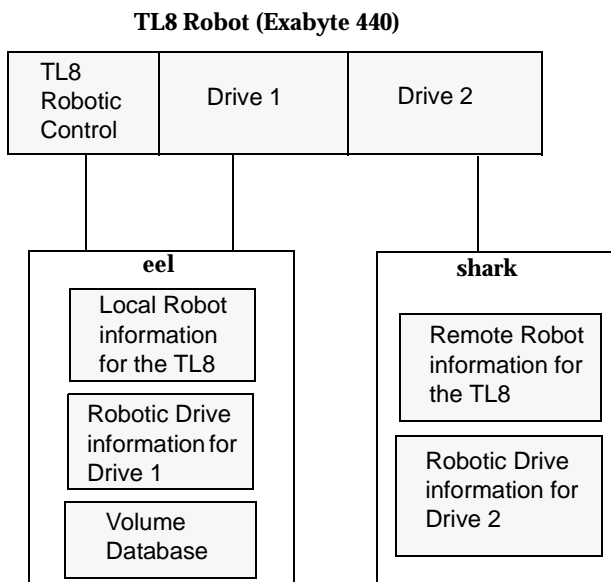 TL8 Robot (Exabyte 440)
TL8
Robotic
Control
Drive 1
Drive 2
eel
Local Robot
information
for the TL8
Robotic Drive
information for
Drive 1
Volume
Database
shark
Remote Robot
information for
the TL8
Robotic Drive
information for
Drive 2